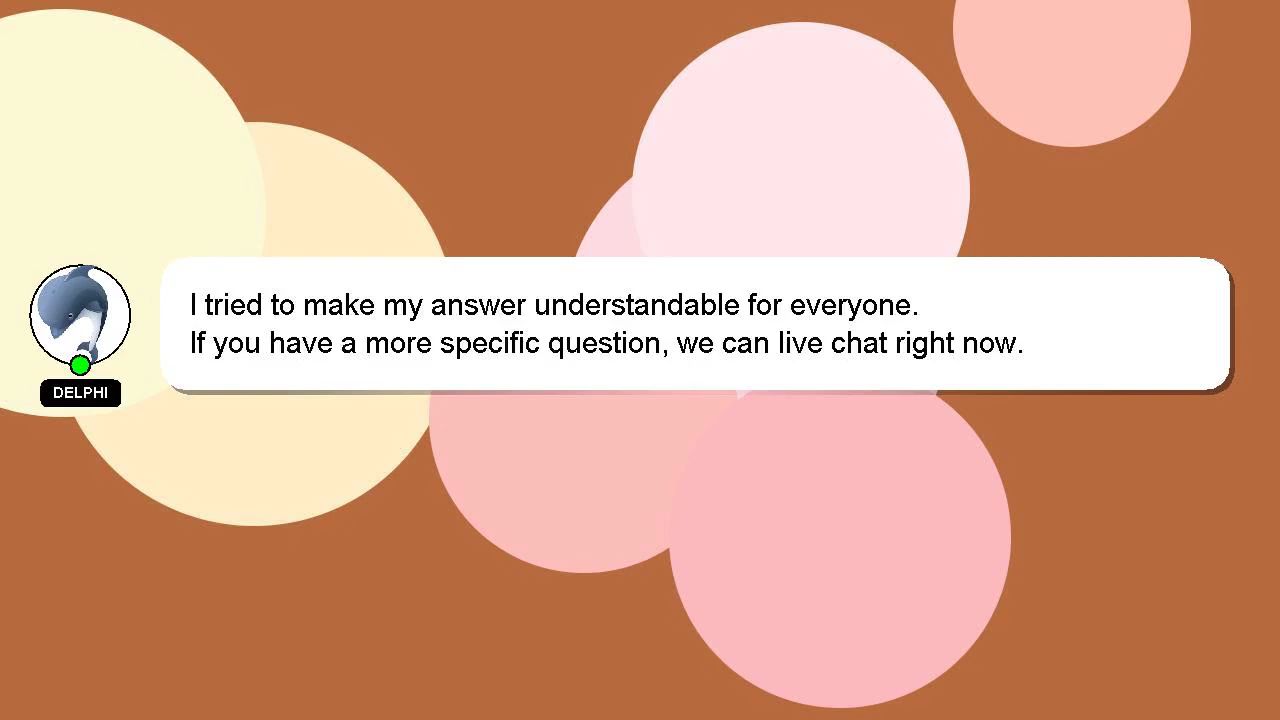 I tried to make my answer understandable for everyone.
If you have a more specific question, we can live chat right now.
DELPHI